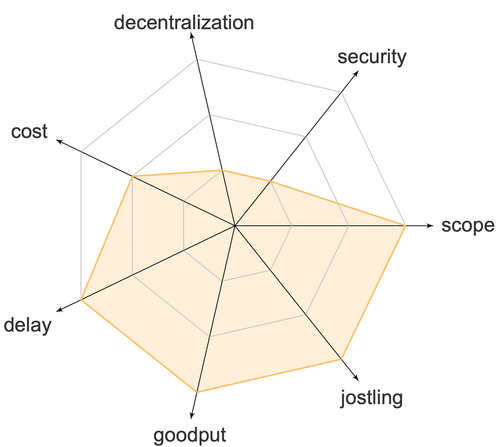 decentralization
security
cost
scope
delay
jostling
goodput